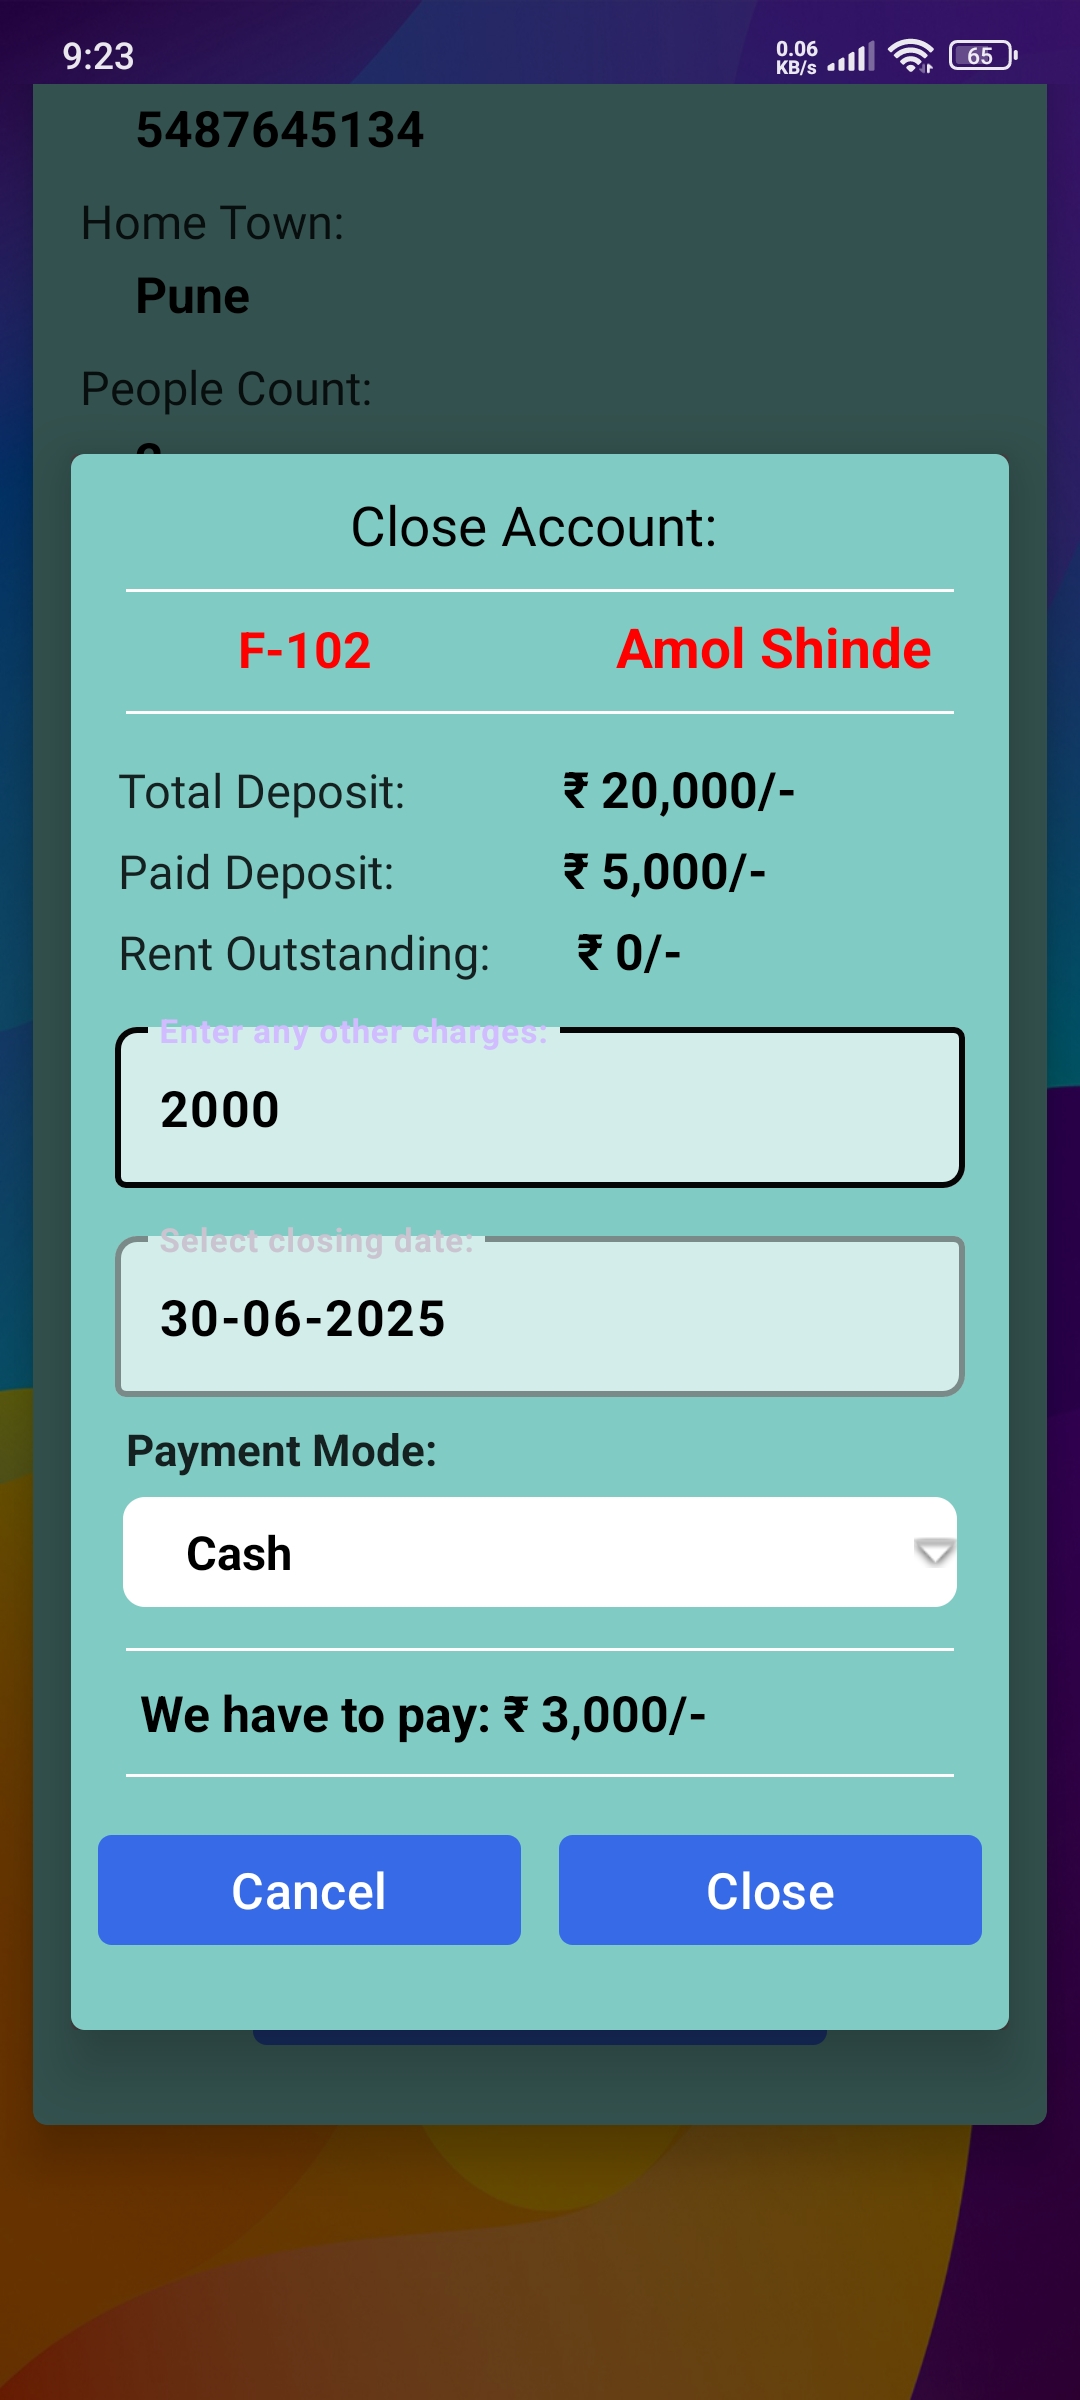 9:23
0.06
KB/s
65
5487645134
Home Town:
Pune
People Count:
Close Account:
F-102 Amol Shinde
Total Deposit: ₹ 20,000/-
Paid Deposit: ₹ 5,000/-
Rent Outstanding: ₹ 0/-
Enter any other charges:
2000
Select closing date:
30-06-2025
Payment Mode:
Cash
We have to pay: ₹ 3,000/-
Cancel Close